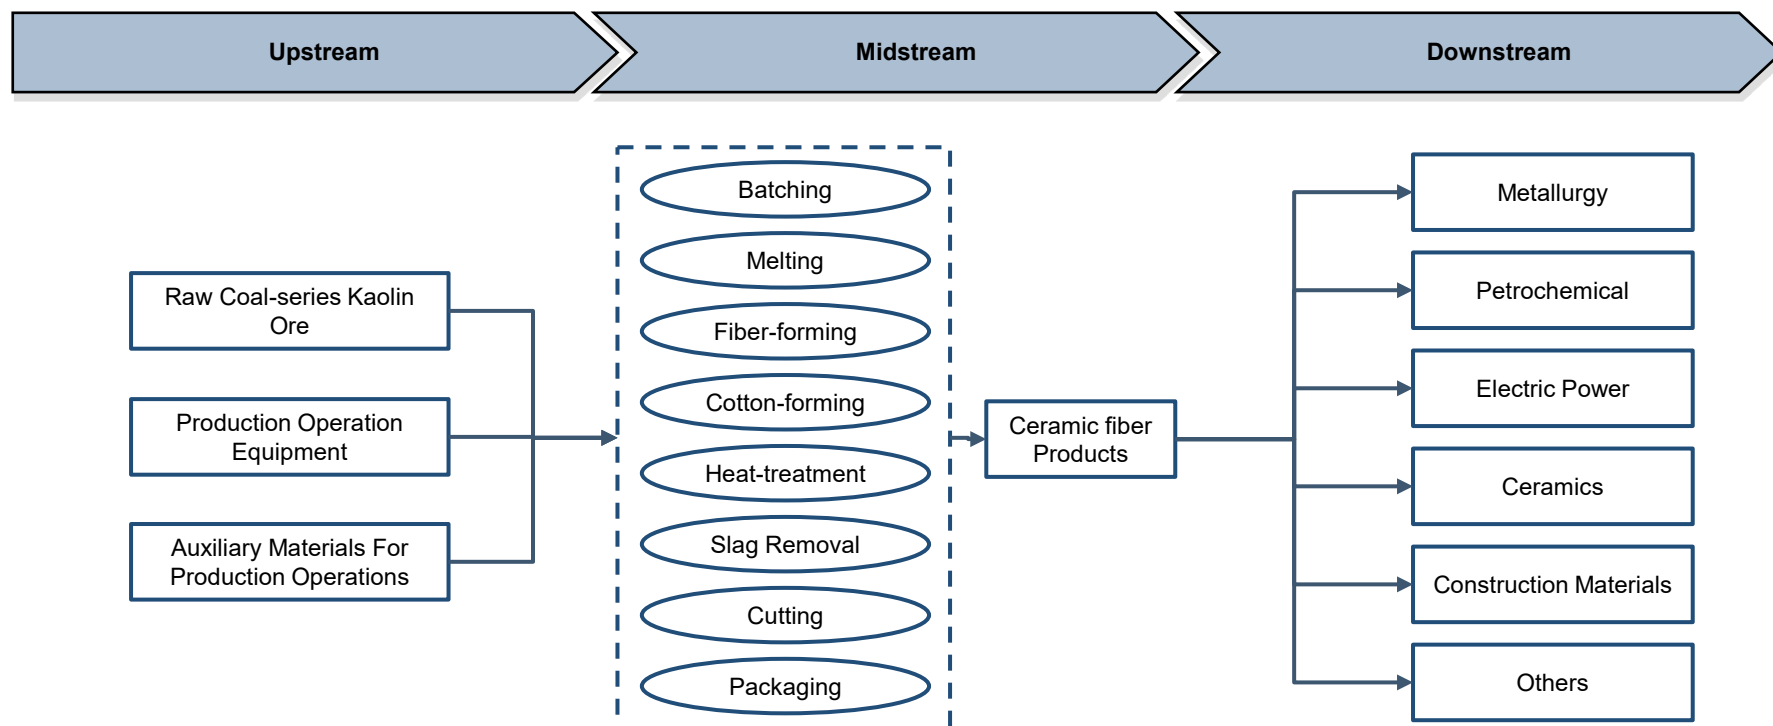 Upstream
Midstream
Downstream
Raw Coal-series Kaolin
Ore
Production Operation
Equipment
Auxiliary Materials For
Production Operations
Batching
Melting
Fiber-forming
Cotton-forming
Heat-treatment
Slag Removal
Cutting
Packaging
Ceramic fiber
Products
Metallurgy
Petrochemical
Electric Power
Ceramics
Construction Materials
Others